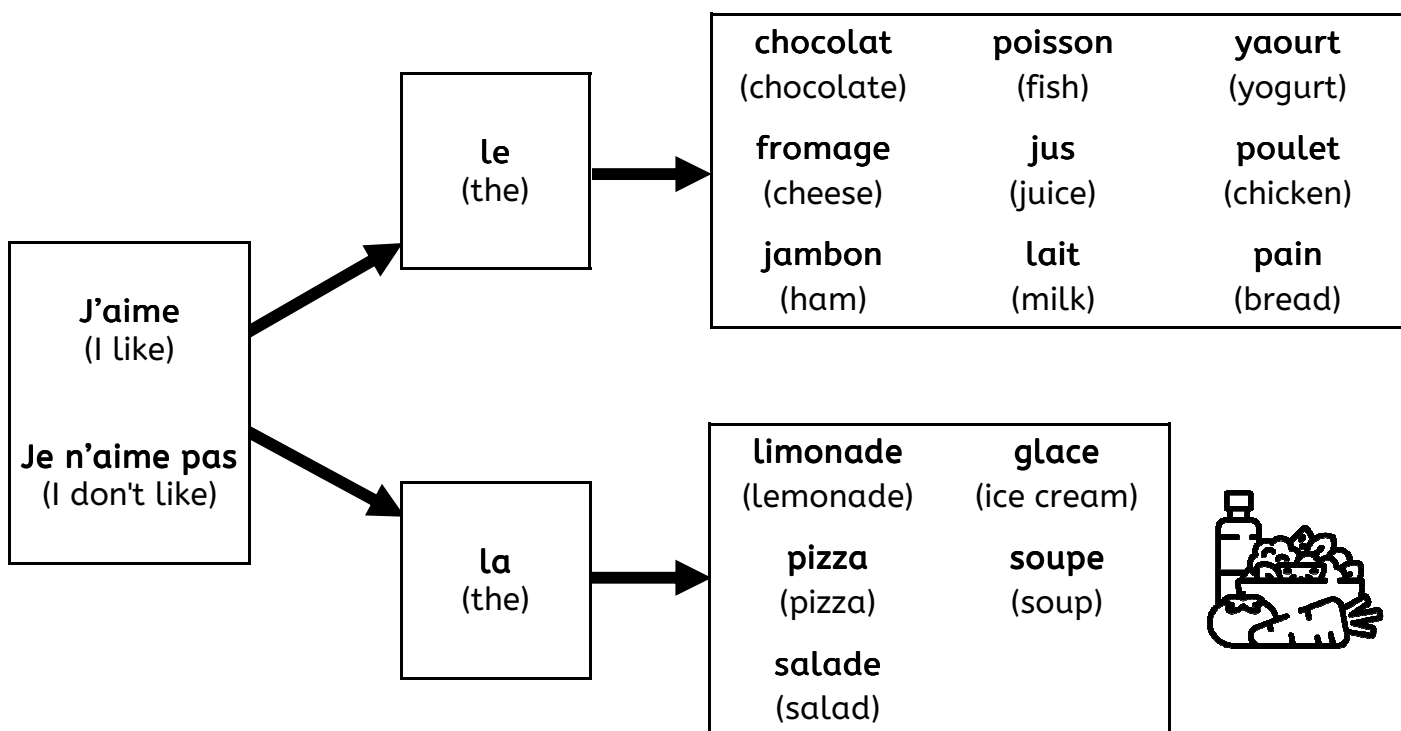 J’aime
(I like)
Je n’aime pas
(I don't like)
le
(the)
chocolat poisson yaourt
(chocolate) (fish) (yogurt)
fromage jus poulet
(cheese) (juice) (chicken)
jambon lait pain
(ham) (milk) (bread)
la
(the)
limonade glace
(lemonade) (ice cream)
pizza soupe
(pizza) (soup)
salade
(salad)